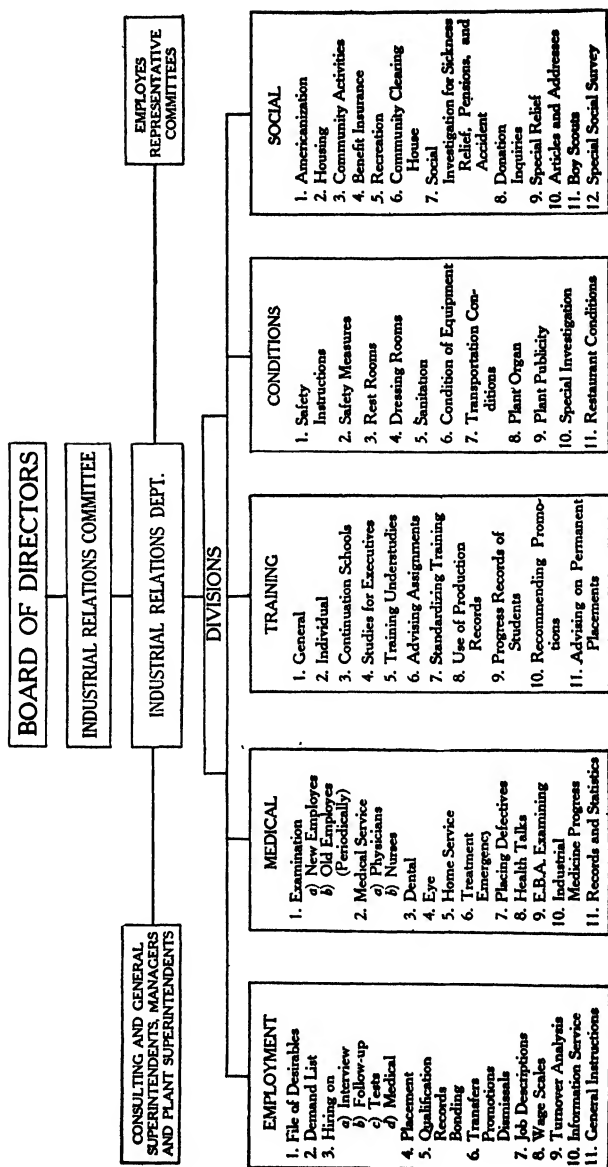 BOARD OF DIRECTORS
INDUSTRIAL RELATIONS COMMITTEE
CONSULTING AND GENERAL
SUPERINTENDENTS, MANAGERS
AND PLANT SUPERINTENDENTS
INDUSTRIAL RELATIONS DEPT.
EMPLOYES
REPRESENTATIVE
COMMITTEES
DIVISIONS
EMPLOYMENT
1. File of Desirables
2. Demand List
3. Hiring on
a) Interview
b) Follow-up
c) Tests
d) Medical
4. Placement
5. Qualification
Records
Bonding
6. Transfers
Promotions
Dismissals
7. Job Descriptions
8. Wage Scales
9. Turnover Analysis
10. Information Service
11. General Instructions
MEDICAL
1. Examination
a) New Employes
b) Old Employes
(Periodically)
2. Medical Service
a) Physicians
b) Nurses
3. Dental
4. Eye
5. Home Service
6. Treatment
Emergency
7. Placing Defectives
8. Health Talks
9. E.B.A. Examining
10. Industrial
Medicine Progress
11. Records and Statistics
TRAINING
1. General
2. Individual
3. Continuation Schools
4. Studies for Executives
5. Training Understudies
6. Advising Assignments
7. Standardizing Training
8. Use of Production
Records
9. Progress Records of
Students
10. Recommending Promo-
tions
11. Advising on Permanent
Placements
CONDITIONS
1. Safety
Instructions
2. Safety Measures
3. Rest Rooms
4. Dressing Rooms
5. Sanitation
6. Condition of Equipment
7. Transportation Con-
ditions
8. Plant Organ
9. Plant Publicity
10. Special Investigation
11. Restaurant Conditions
SOCIAL
1. Americanization
2. Housing
3. Community Activities
4. Benefit Insurance
5. Recreation
6. Community Clearing
House
7. Social
Investigation for Sickness
Relief, Pensions, and
Accident
8. Donation
Inquiries
9. Special Relief
10. Articles and Addresses
11. Boy Scouts
12. Special Social Survey